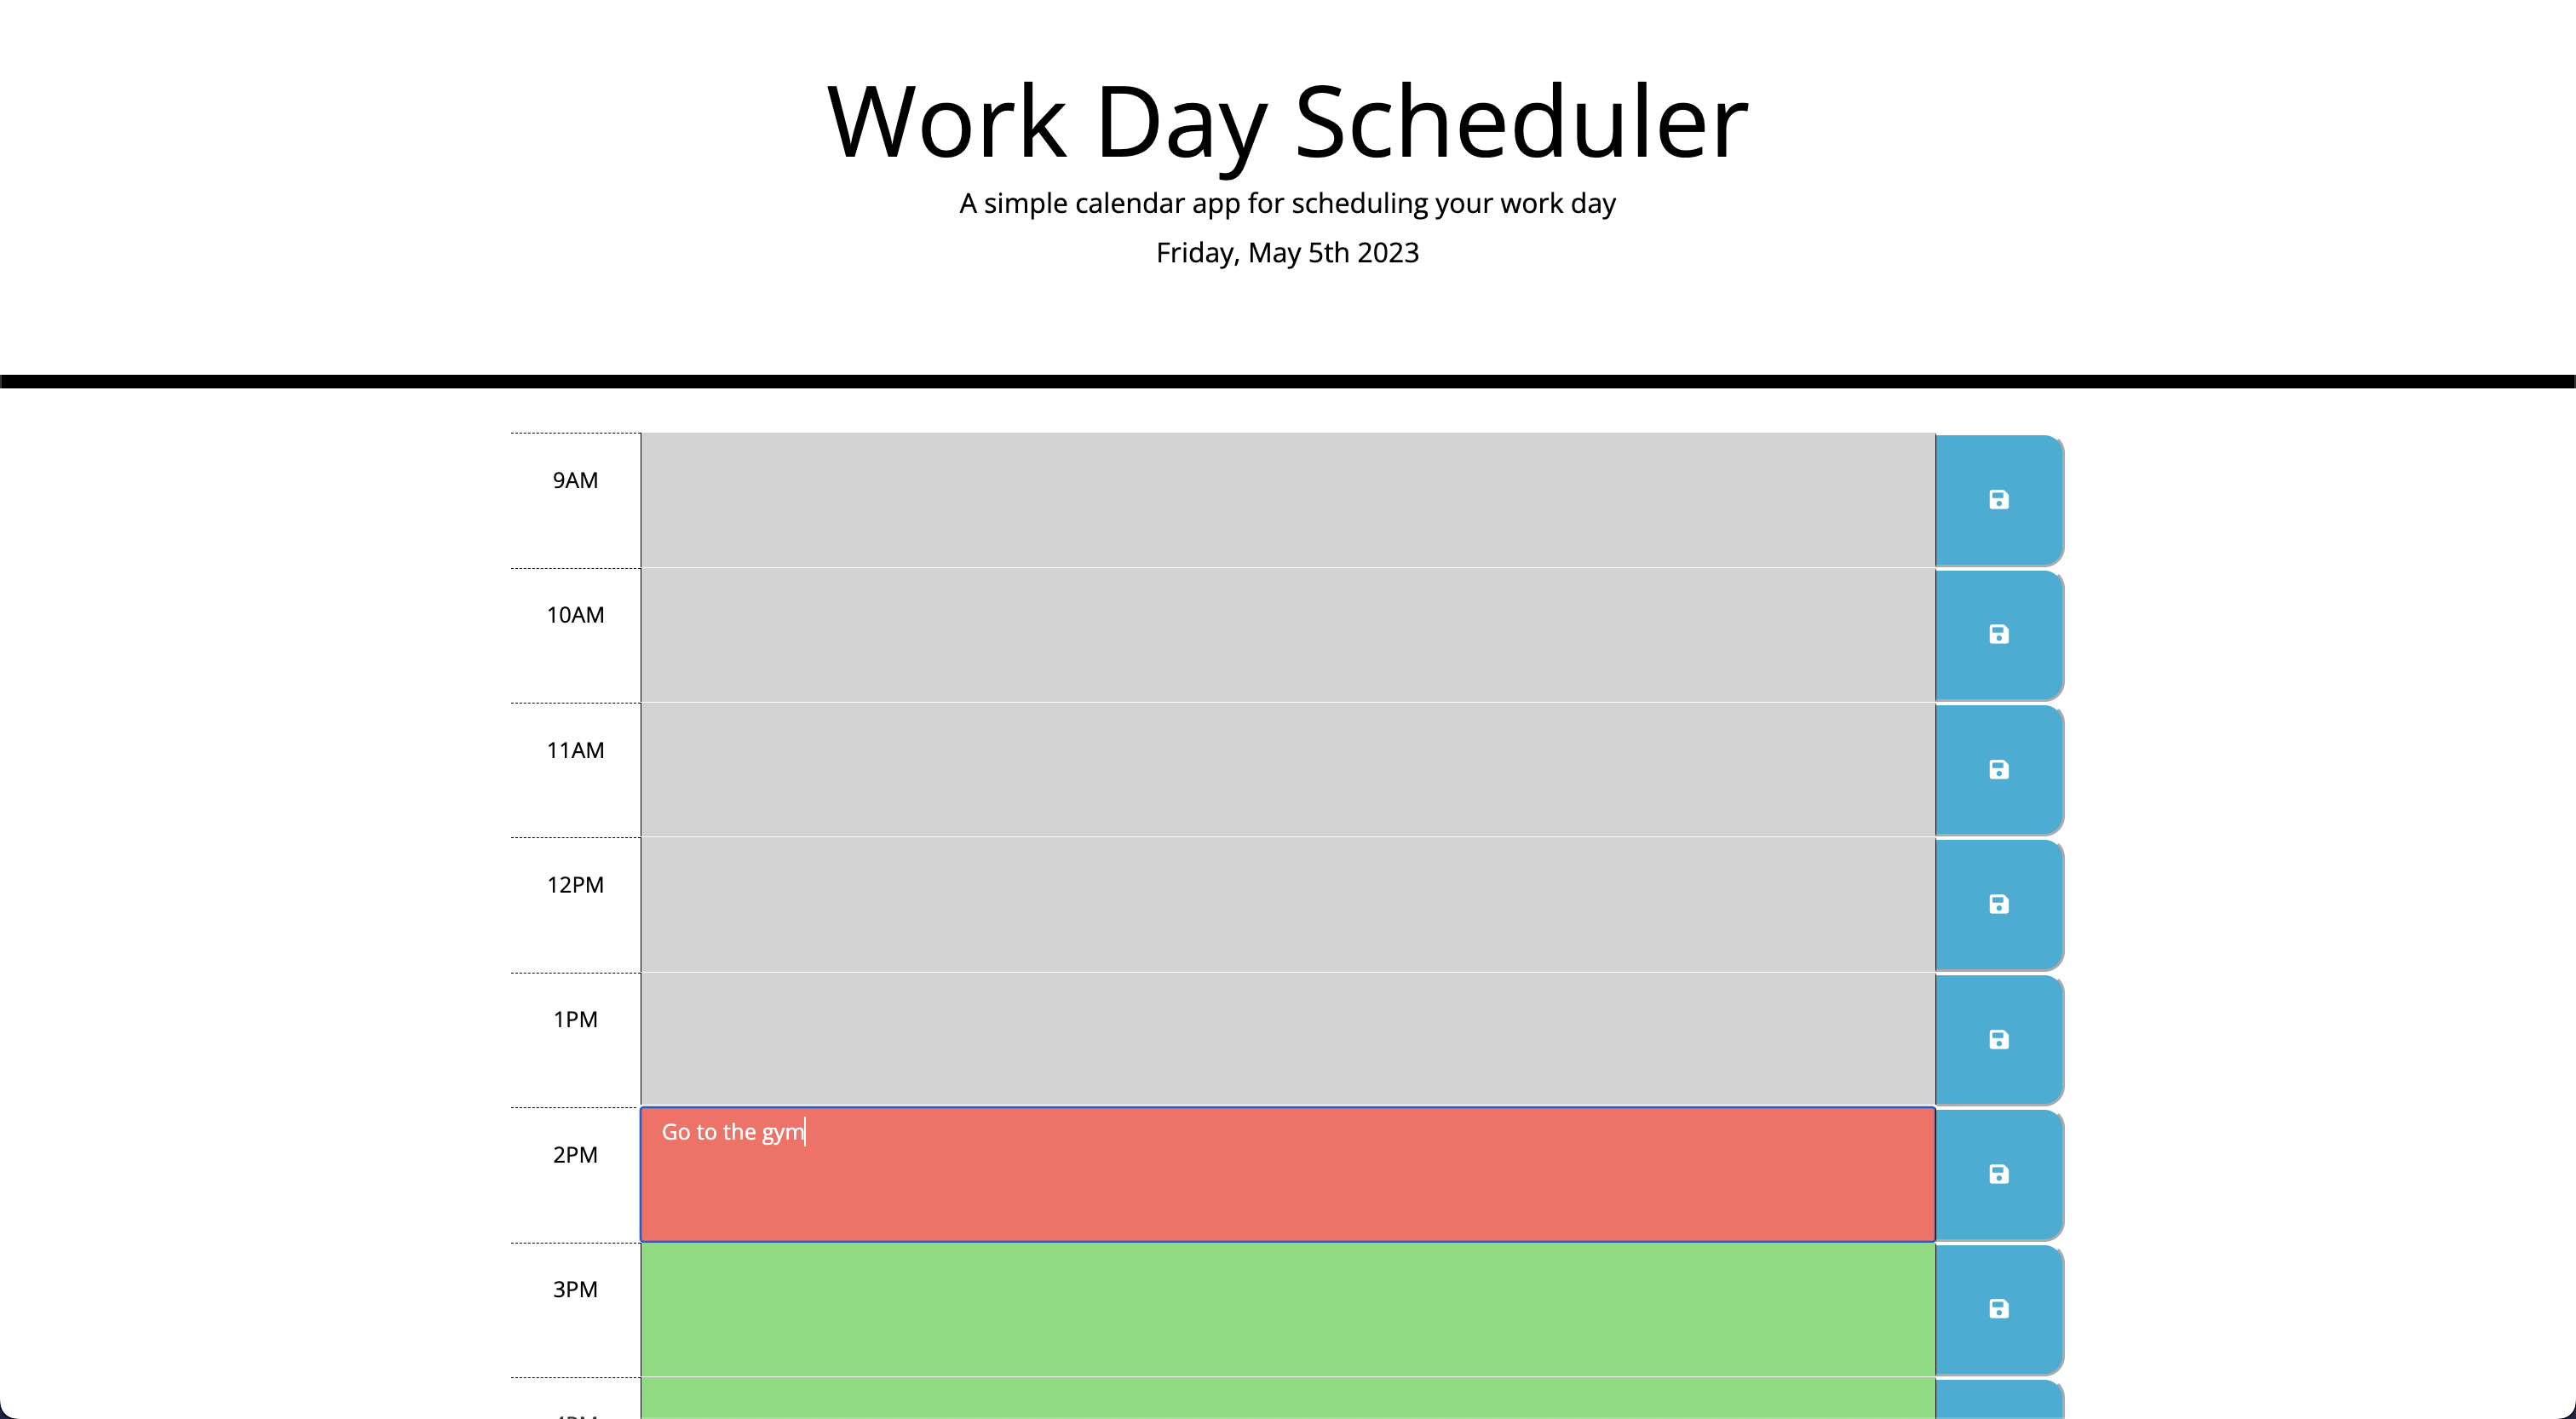 Work Day Scheduler
A simple calendar app for scheduling your work day
Friday, May 5th 2023
9AM
10AM
11AM
12PM
1PM
2PM
Go to the gym
3PM